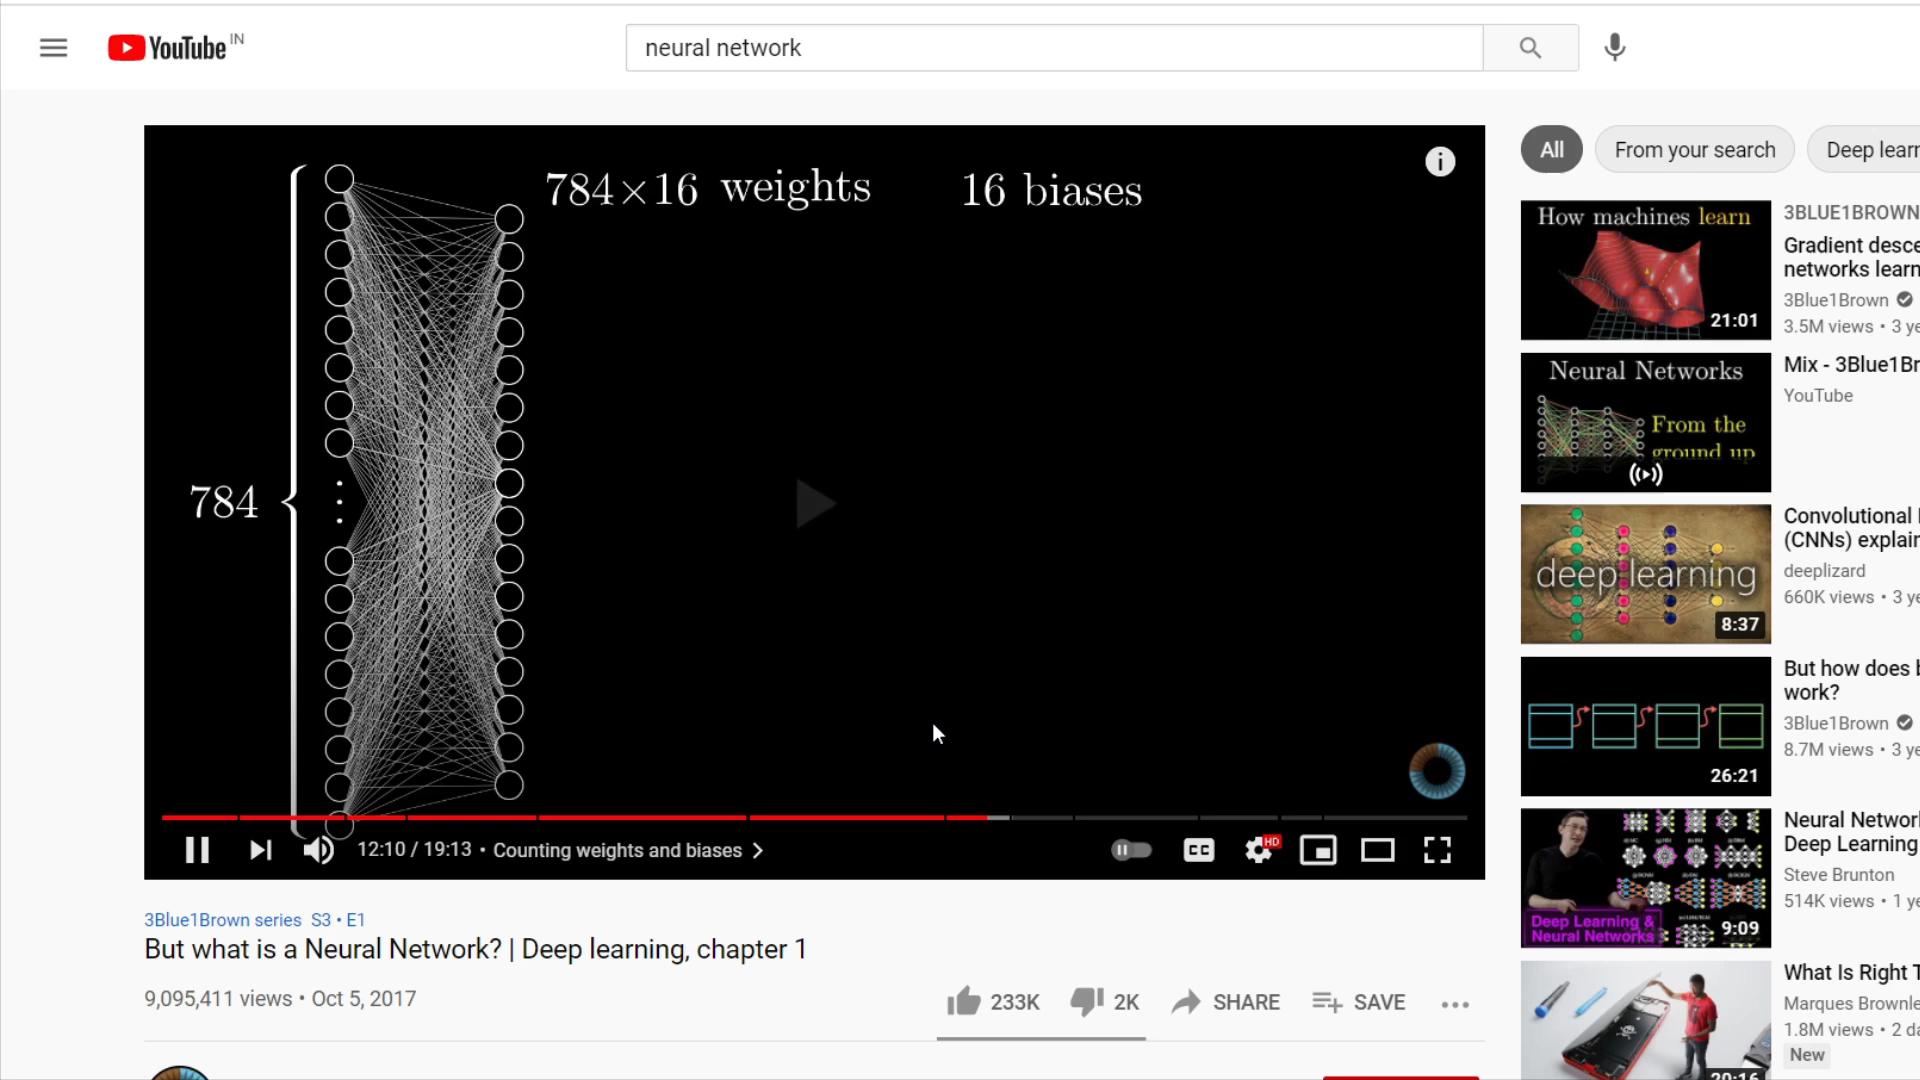 YouTube IN
neural network
784×16 weights 16 biases
784
12:10 / 19:13 • Counting weights and biases
HD
3Blue1Brown series S3 • E1
But what is a Neural Network? | Deep learning, chapter 1
9,095,411 views • Oct 5, 2017
233K 2K SHARE SAVE
All From your search Deep learn
How machines learn
21:01
3BLUE1BROWN
Gradient desce
networks learn
3Blue1Brown
3.5M views • 3 ye
Neural Networks
From the
ground up
Mix - 3Blue1Br
YouTube
deep learning
8:37
Convolutional
(CNNs) explain
deeplizard
660K views • 3 ye
26:21
But how does b
work?
3Blue1Brown
8.7M views • 3 ye
Deep Learning &
Neural Networks
9:09
Neural Network
Deep Learning
Steve Brunton
514K views • 1 ye
20:16
What Is Right T
Marques Brownle
1.8M views • 2 da
New